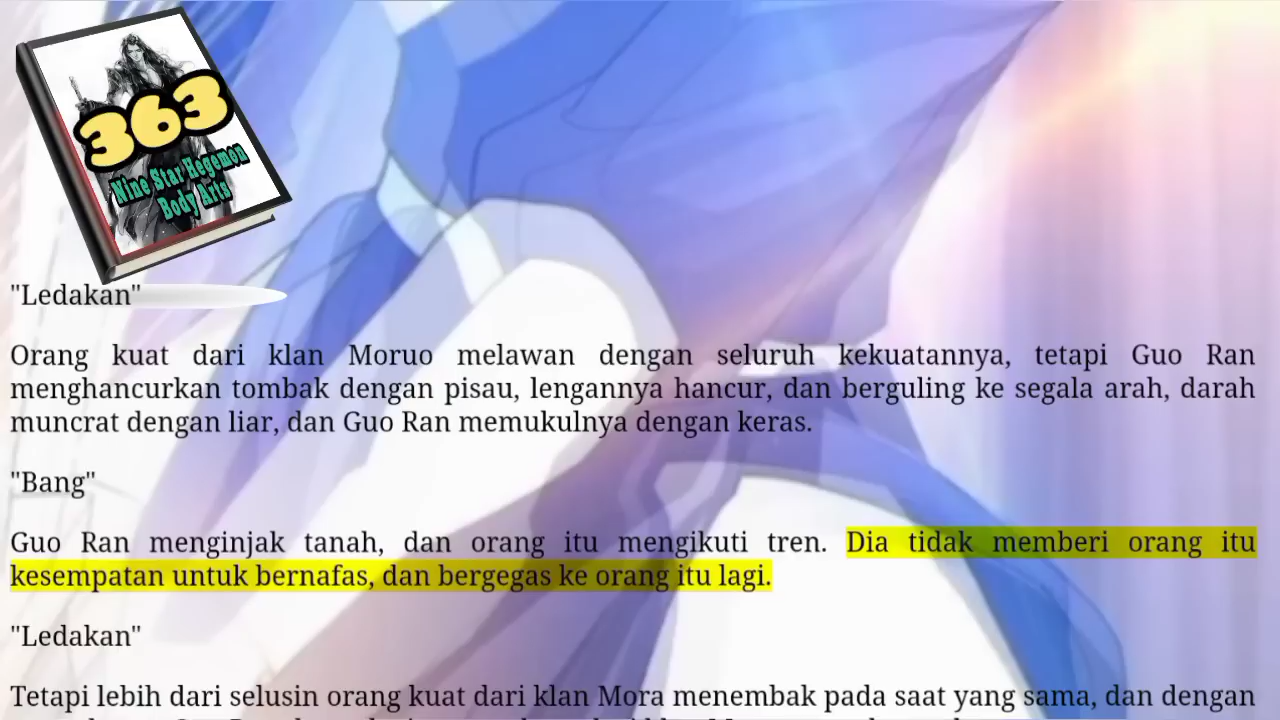 363
Nine Star Hegemon
Body Arts
"Ledakan"
Orang kuat dari klan Moruo melawan dengan seluruh kekuatannya, tetapi Guo Ran
menghancurkan tombak dengan pisau, lengannya hancur, dan berguling ke segala arah, darah
muncrat dengan liar, dan Guo Ran memukulnya dengan keras.
"Bang"
Guo Ran menginjak tanah, dan orang itu mengikuti tren. Dia tidak memberi orang itu
kesempatan untuk bernafas, dan bergegas ke orang itu lagi.
"Ledakan"
Tetapi lebih dari selusin orang kuat dari klan Mora menembak pada saat yang sama, dan dengan